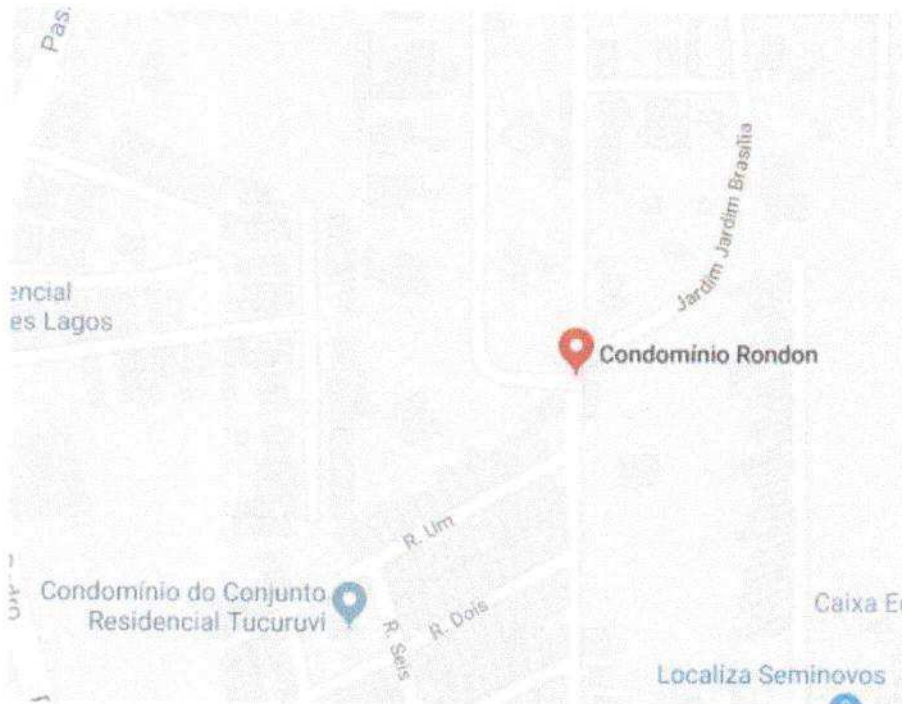 Pas.
Jardim Jardim Brasília
encial
es Lagos
Condomínio Rondon
R. Um
Condomínio do Conjunto
Residencial Tucuruvi
R. Dois
R. Seis
Caixa E
Localiza Seminovos